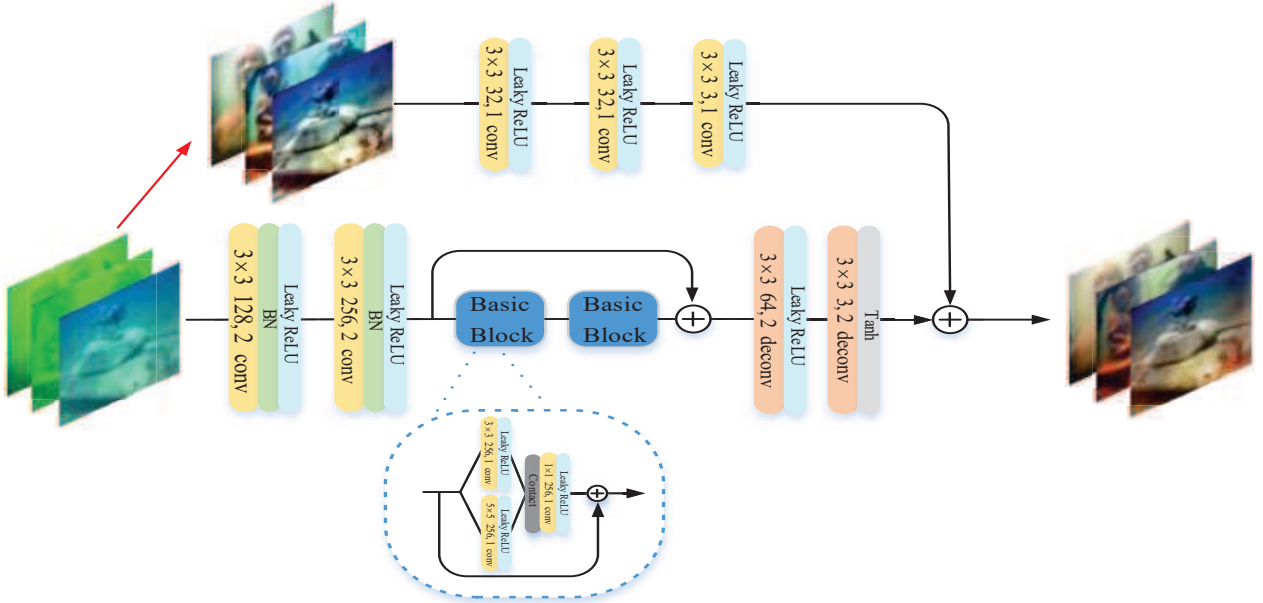 3×3 32,1 conv
Leaky ReLU
3×3 32,1 conv
Leaky ReLU
3×3 3,1 conv
Leaky ReLU
3×3 128,2 conv
BN
Leaky ReLU
3×3 256,2 conv
BN
Leaky ReLU
Basic
Block
Basic
Block
3×3 64,2 deconv
Leaky ReLU
3×3 3,2 deconv
Tanh
3×3 256,1 conv
Leaky ReLU
5×5 256,1 conv
Leaky ReLU
Contact
1×1 256,1 conv
Leaky ReLU